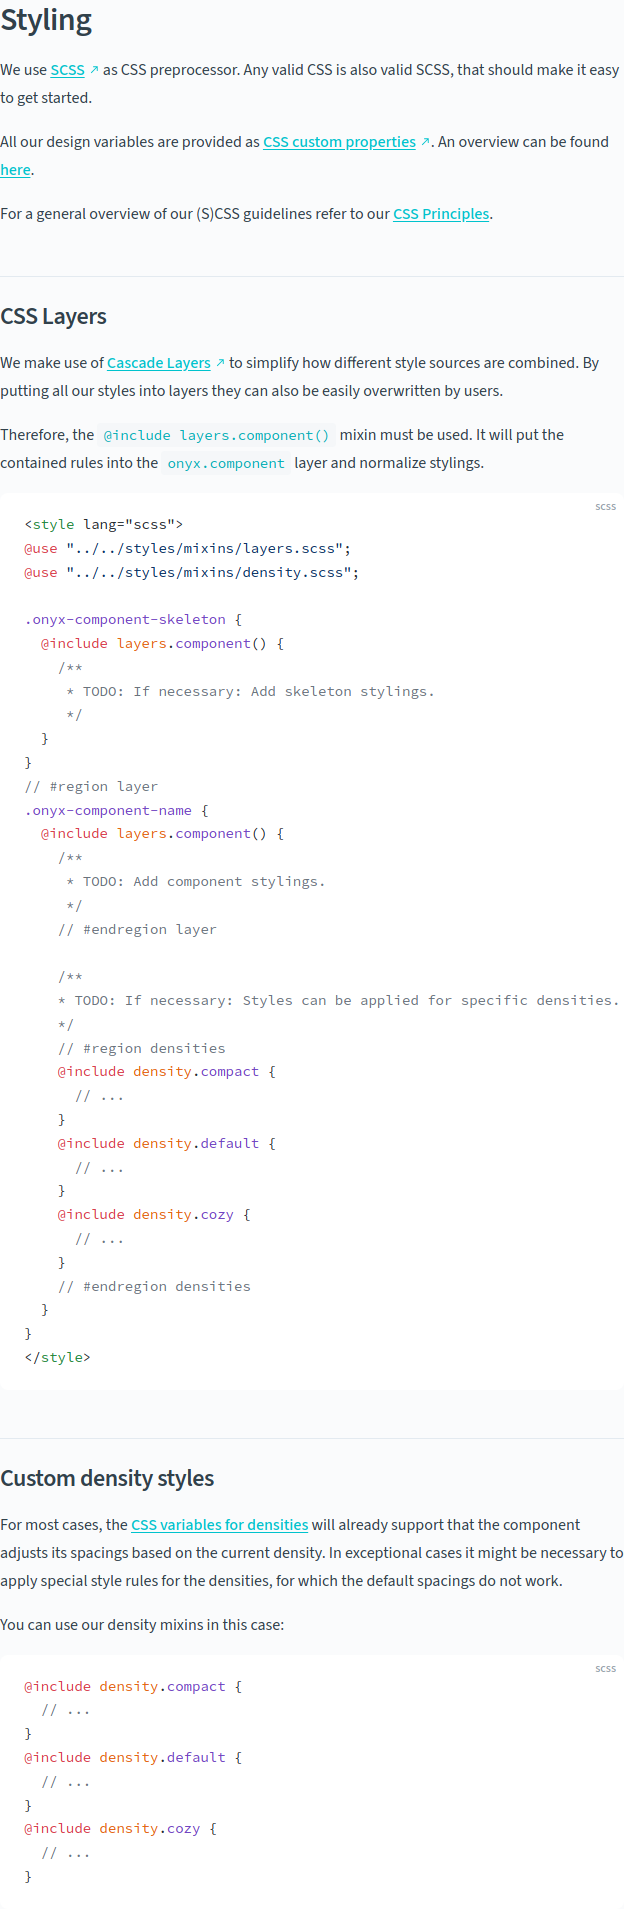 Styling
We use SCSS ↗ as CSS preprocessor. Any valid CSS is also valid SCSS, that should make it easy
to get started.
All our design variables are provided as CSS custom properties ↗. An overview can be found
here.
For a general overview of our (S)CSS guidelines refer to our CSS Principles.
CSS Layers
We make use of Cascade Layers ↗ to simplify how different style sources are combined. By
putting all our styles into layers they can also be easily overwritten by users.
Therefore, the @include layers.component() mixin must be used. It will put the
contained rules into the onyx.component layer and normalize stylings.
scss
<style lang="scss">
@use "../../styles/mixins/layers.scss";
@use "../../styles/mixins/density.scss";
.onyx-component-skeleton {
  @include layers.component() {
    /**
     * TODO: If necessary: Add skeleton stylings.
     */
  }
}
// #region layer
.onyx-component-name {
  @include layers.component() {
    /**
     * TODO: Add component stylings.
     */
    // #endregion layer
    /**
    * TODO: If necessary: Styles can be applied for specific densities.
    */
    // #region densities
    @include density.compact {
      // ...
    }
    @include density.default {
      // ...
    }
    @include density.cozy {
      // ...
    }
    // #endregion densities
  }
}
</style>
Custom density styles
For most cases, the CSS variables for densities will already support that the component
adjusts its spacings based on the current density. In exceptional cases it might be necessary to
apply special style rules for the densities, for which the default spacings do not work.
You can use our density mixins in this case:
scss
@include density.compact {
  // ...
}
@include density.default {
  // ...
}
@include density.cozy {
  // ...
}